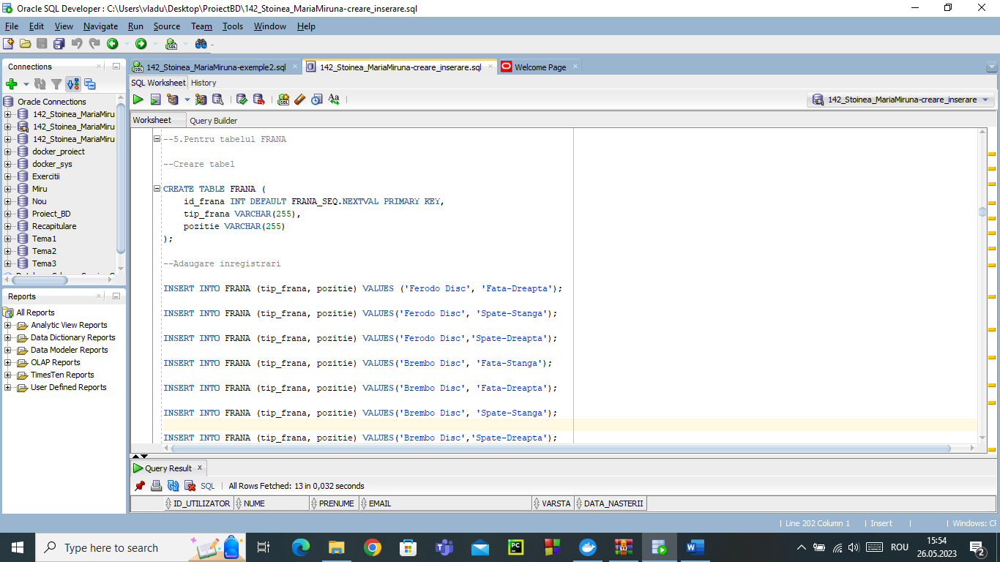 Oracle SQL Developer : C:\Users\vladu\Desktop\ProiectBD\142_Stoinea_MariaMiruna-creare_inserare.sql
File Edit View Navigate Run Source Team Tools Window Help
Connections
142_Stoinea_MariaMiruna-exemple2.sql
142_Stoinea_MariaMiruna-creare_inserare.sql
Welcome Page
SQL Worksheet History
142_Stoinea_MariaMiruna-creare_inserare
Worksheet Query Builder
Oracle Connections
142_Stoinea_MariaMiru
142_Stoinea_MariaMiru
142_Stoinea_MariaMiru
docker_proiect
docker_sys
Exercitii
Miru
Nou
Proiect_BD
Recapitulare
Tema1
Tema2
Tema3
Reports
All Reports
Analytic View Reports
Data Dictionary Reports
Data Modeler Reports
OLAP Reports
TimesTen Reports
User Defined Reports
--5.Pentru tabelul FRANA
--Creare tabel
CREATE TABLE FRANA (
id_frana INT DEFAULT FRANA_SEQ.NEXTVAL PRIMARY KEY,
tip_frana VARCHAR(255),
pozitie VARCHAR(255)
);
--Adaugare inregistrari
INSERT INTO FRANA (tip_frana, pozitie) VALUES ('Ferodo Disc', 'Fata-Dreapta');
INSERT INTO FRANA (tip_frana, pozitie) VALUES('Ferodo Disc', 'Spate-Stanga');
INSERT INTO FRANA (tip_frana, pozitie) VALUES('Ferodo Disc','Spate-Dreapta');
INSERT INTO FRANA (tip_frana, pozitie) VALUES('Brembo Disc', 'Fata-Stanga');
INSERT INTO FRANA (tip_frana, pozitie) VALUES('Brembo Disc', 'Fata-Dreapta');
INSERT INTO FRANA (tip_frana, pozitie) VALUES('Brembo Disc', 'Spate-Stanga');
INSERT INTO FRANA (tip_frana, pozitie) VALUES('Brembo Disc','Spate-Dreapta');
Query Result
SQL All Rows Fetched: 13 in 0,032 seconds
ID_UTILIZATOR NUME PRENUME EMAIL VARSTA DATA_NASTERII
Line 202 Column 1 Insert Windows: CR
Type here to search
ROU
15:54
26.05.2023
2